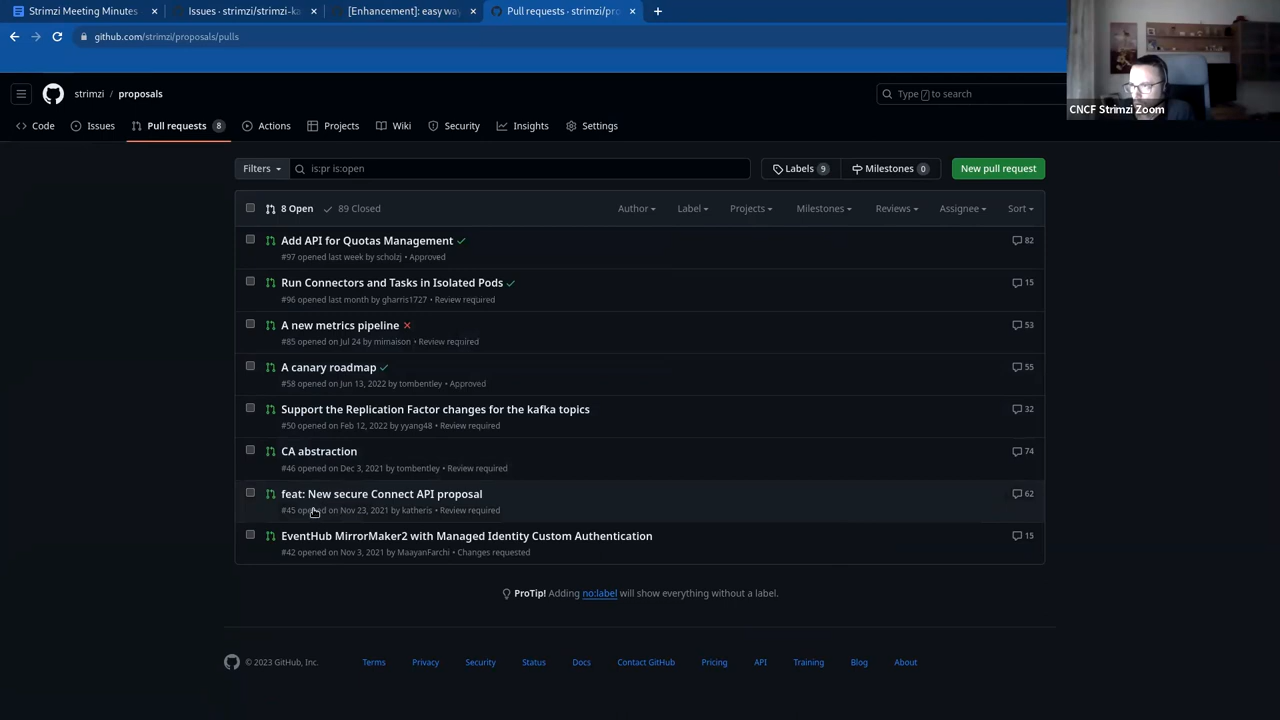 Strimzi Meeting Minutes
Issues · strimzi/strimzi-ka
[Enhancement]: easy way
Pull requests · strimzi/pro
github.com/strimzi/proposals/pulls
strimzi / proposals
Type / to search
CNCF Strimzi Zoom
Code
Issues
Pull requests 8
Actions
Projects
Wiki
Security
Insights
Settings
Filters
is:pr is:open
Labels 9
Milestones 0
New pull request
8 Open
89 Closed
Author
Label
Projects
Milestones
Reviews
Assignee
Sort
Add API for Quotas Management
82
#97 opened last week by scholzj • Approved
Run Connectors and Tasks in Isolated Pods
15
#96 opened last month by gharris1727 • Review required
A new metrics pipeline
53
#85 opened on Jul 24 by mimaison • Review required
A canary roadmap
55
#58 opened on Jun 13, 2022 by tombentley • Approved
Support the Replication Factor changes for the kafka topics
32
#50 opened on Feb 12, 2022 by yyang48 • Review required
CA abstraction
74
#46 opened on Dec 3, 2021 by tombentley • Review required
feat: New secure Connect API proposal
62
#45 opened on Nov 23, 2021 by katheris • Review required
EventHub MirrorMaker2 with Managed Identity Custom Authentication
15
#42 opened on Nov 3, 2021 by MaayanFarchi • Changes requested
ProTip! Adding no:label will show everything without a label.
© 2023 GitHub, Inc.
Terms
Privacy
Security
Status
Docs
Contact GitHub
Pricing
API
Training
Blog
About